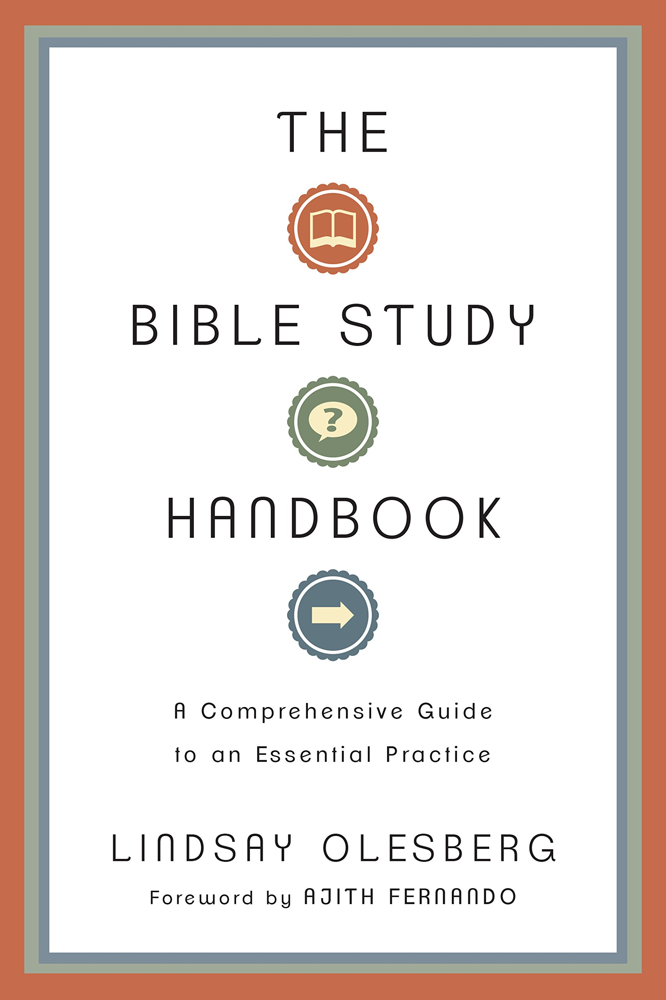 THE
BIBLE STUDY
?
HANDBOOK
A Comprehensive Guide
to an Essential Practice
LINDSAY OLESBERG
Foreword by AJITH FERNANDO